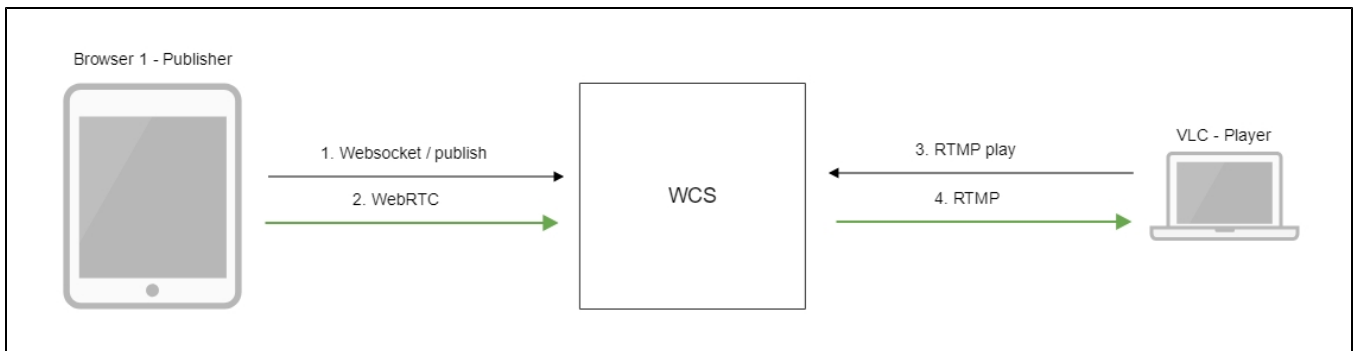 Browser 1 - Publisher
1. Websocket / publish
2. WebRTC
WCS
3. RTMP play
4. RTMP
VLC - Player